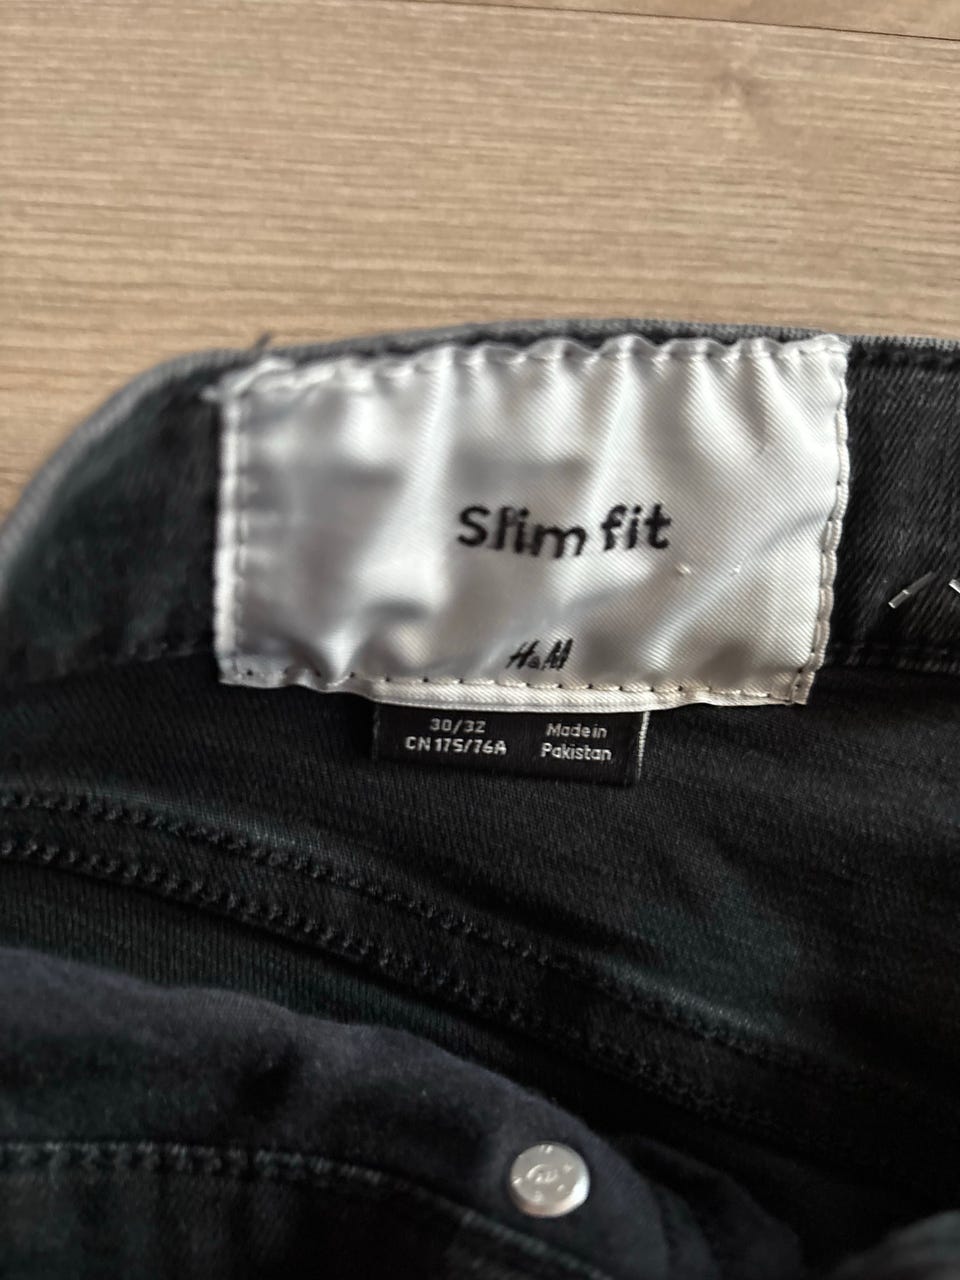 Slim fit
H&M
30/32
CN 175/76A
Made in
Pakistan